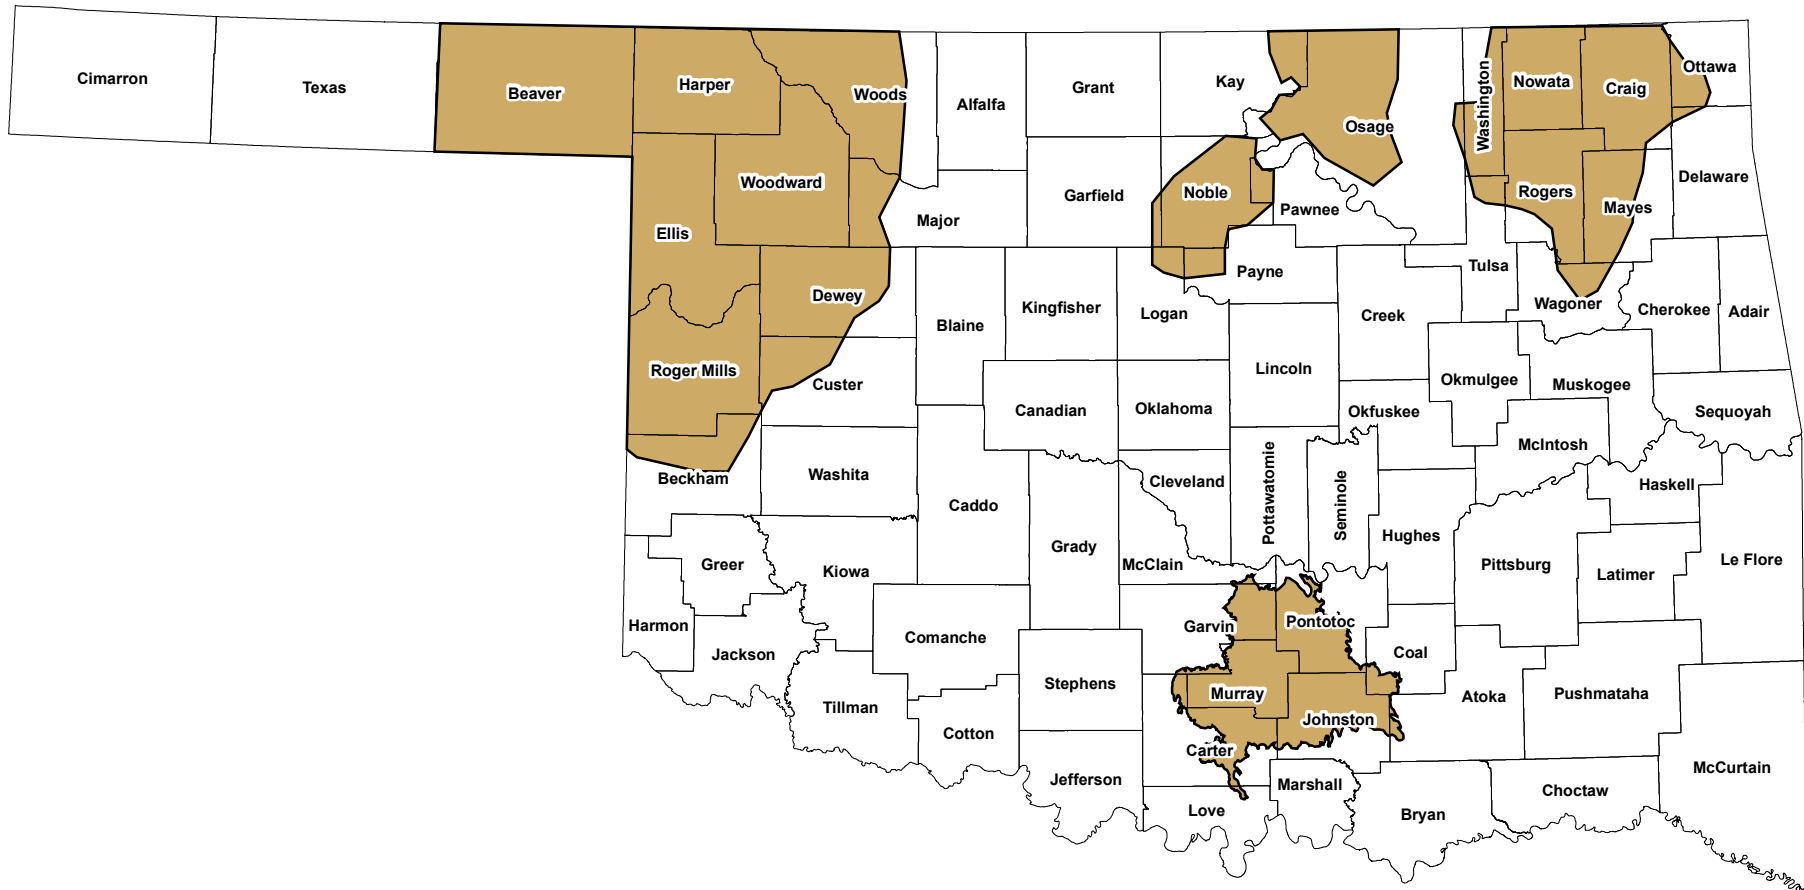 Cimarron
Texas
Beaver
Harper
Woods
Alfalfa
Grant
Kay
Osage
Washington
Nowata
Craig
Ottawa
Woodward
Ellis
Major
Garfield
Noble
Pawnee
Rogers
Mayes
Delaware
Dewey
Blaine
Kingfisher
Logan
Payne
Creek
Tulsa
Wagoner
Cherokee
Adair
Roger Mills
Custer
Canadian
Oklahoma
Lincoln
Okfuskee
Okmulgee
Muskogee
Sequoyah
McIntosh
Beckham
Washita
Caddo
Grady
Cleveland
McClain
Pottawatomie
Seminole
Hughes
Pittsburg
Haskell
Latimer
Le Flore
Greer
Kiowa
Harmon
Jackson
Comanche
Stephens
Garvin
Pontotoc
Coal
Tillman
Cotton
Jefferson
Murray
Johnston
Carter
Atoka
Pushmataha
Love
Marshall
Bryan
Choctaw
McCurtain